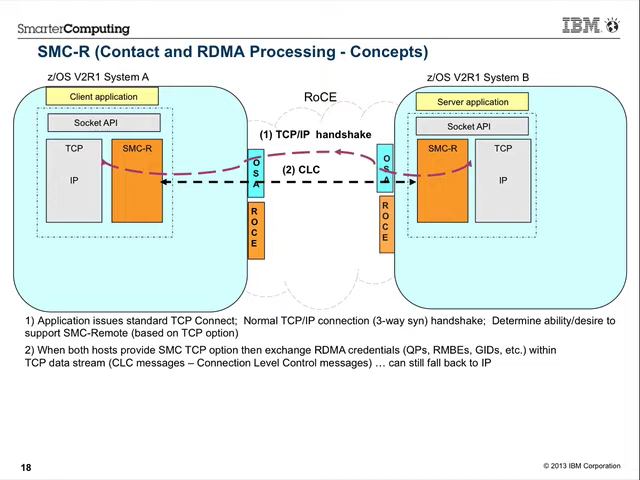 SmarterComputing
IBM
SMC-R (Contact and RDMA Processing - Concepts)
z/OS V2R1 System A
z/OS V2R1 System B
Client application
RoCE
Server application
Socket API
(1) TCP/IP handshake
Socket API
TCP
SMC-R
OSA
(2) CLC
OSA
SMC-R
TCP
IP
IP
ROCE
ROCE
1) Application issues standard TCP Connect; Normal TCP/IP connection (3-way syn) handshake; Determine ability/desire to
support SMC-Remote (based on TCP option)
2) When both hosts provide SMC TCP option then exchange RDMA credentials (QPs, RMBEs, GIDs, etc.) within
TCP data stream (CLC messages – Connection Level Control messages) … can still fall back to IP
18
© 2013 IBM Corporation